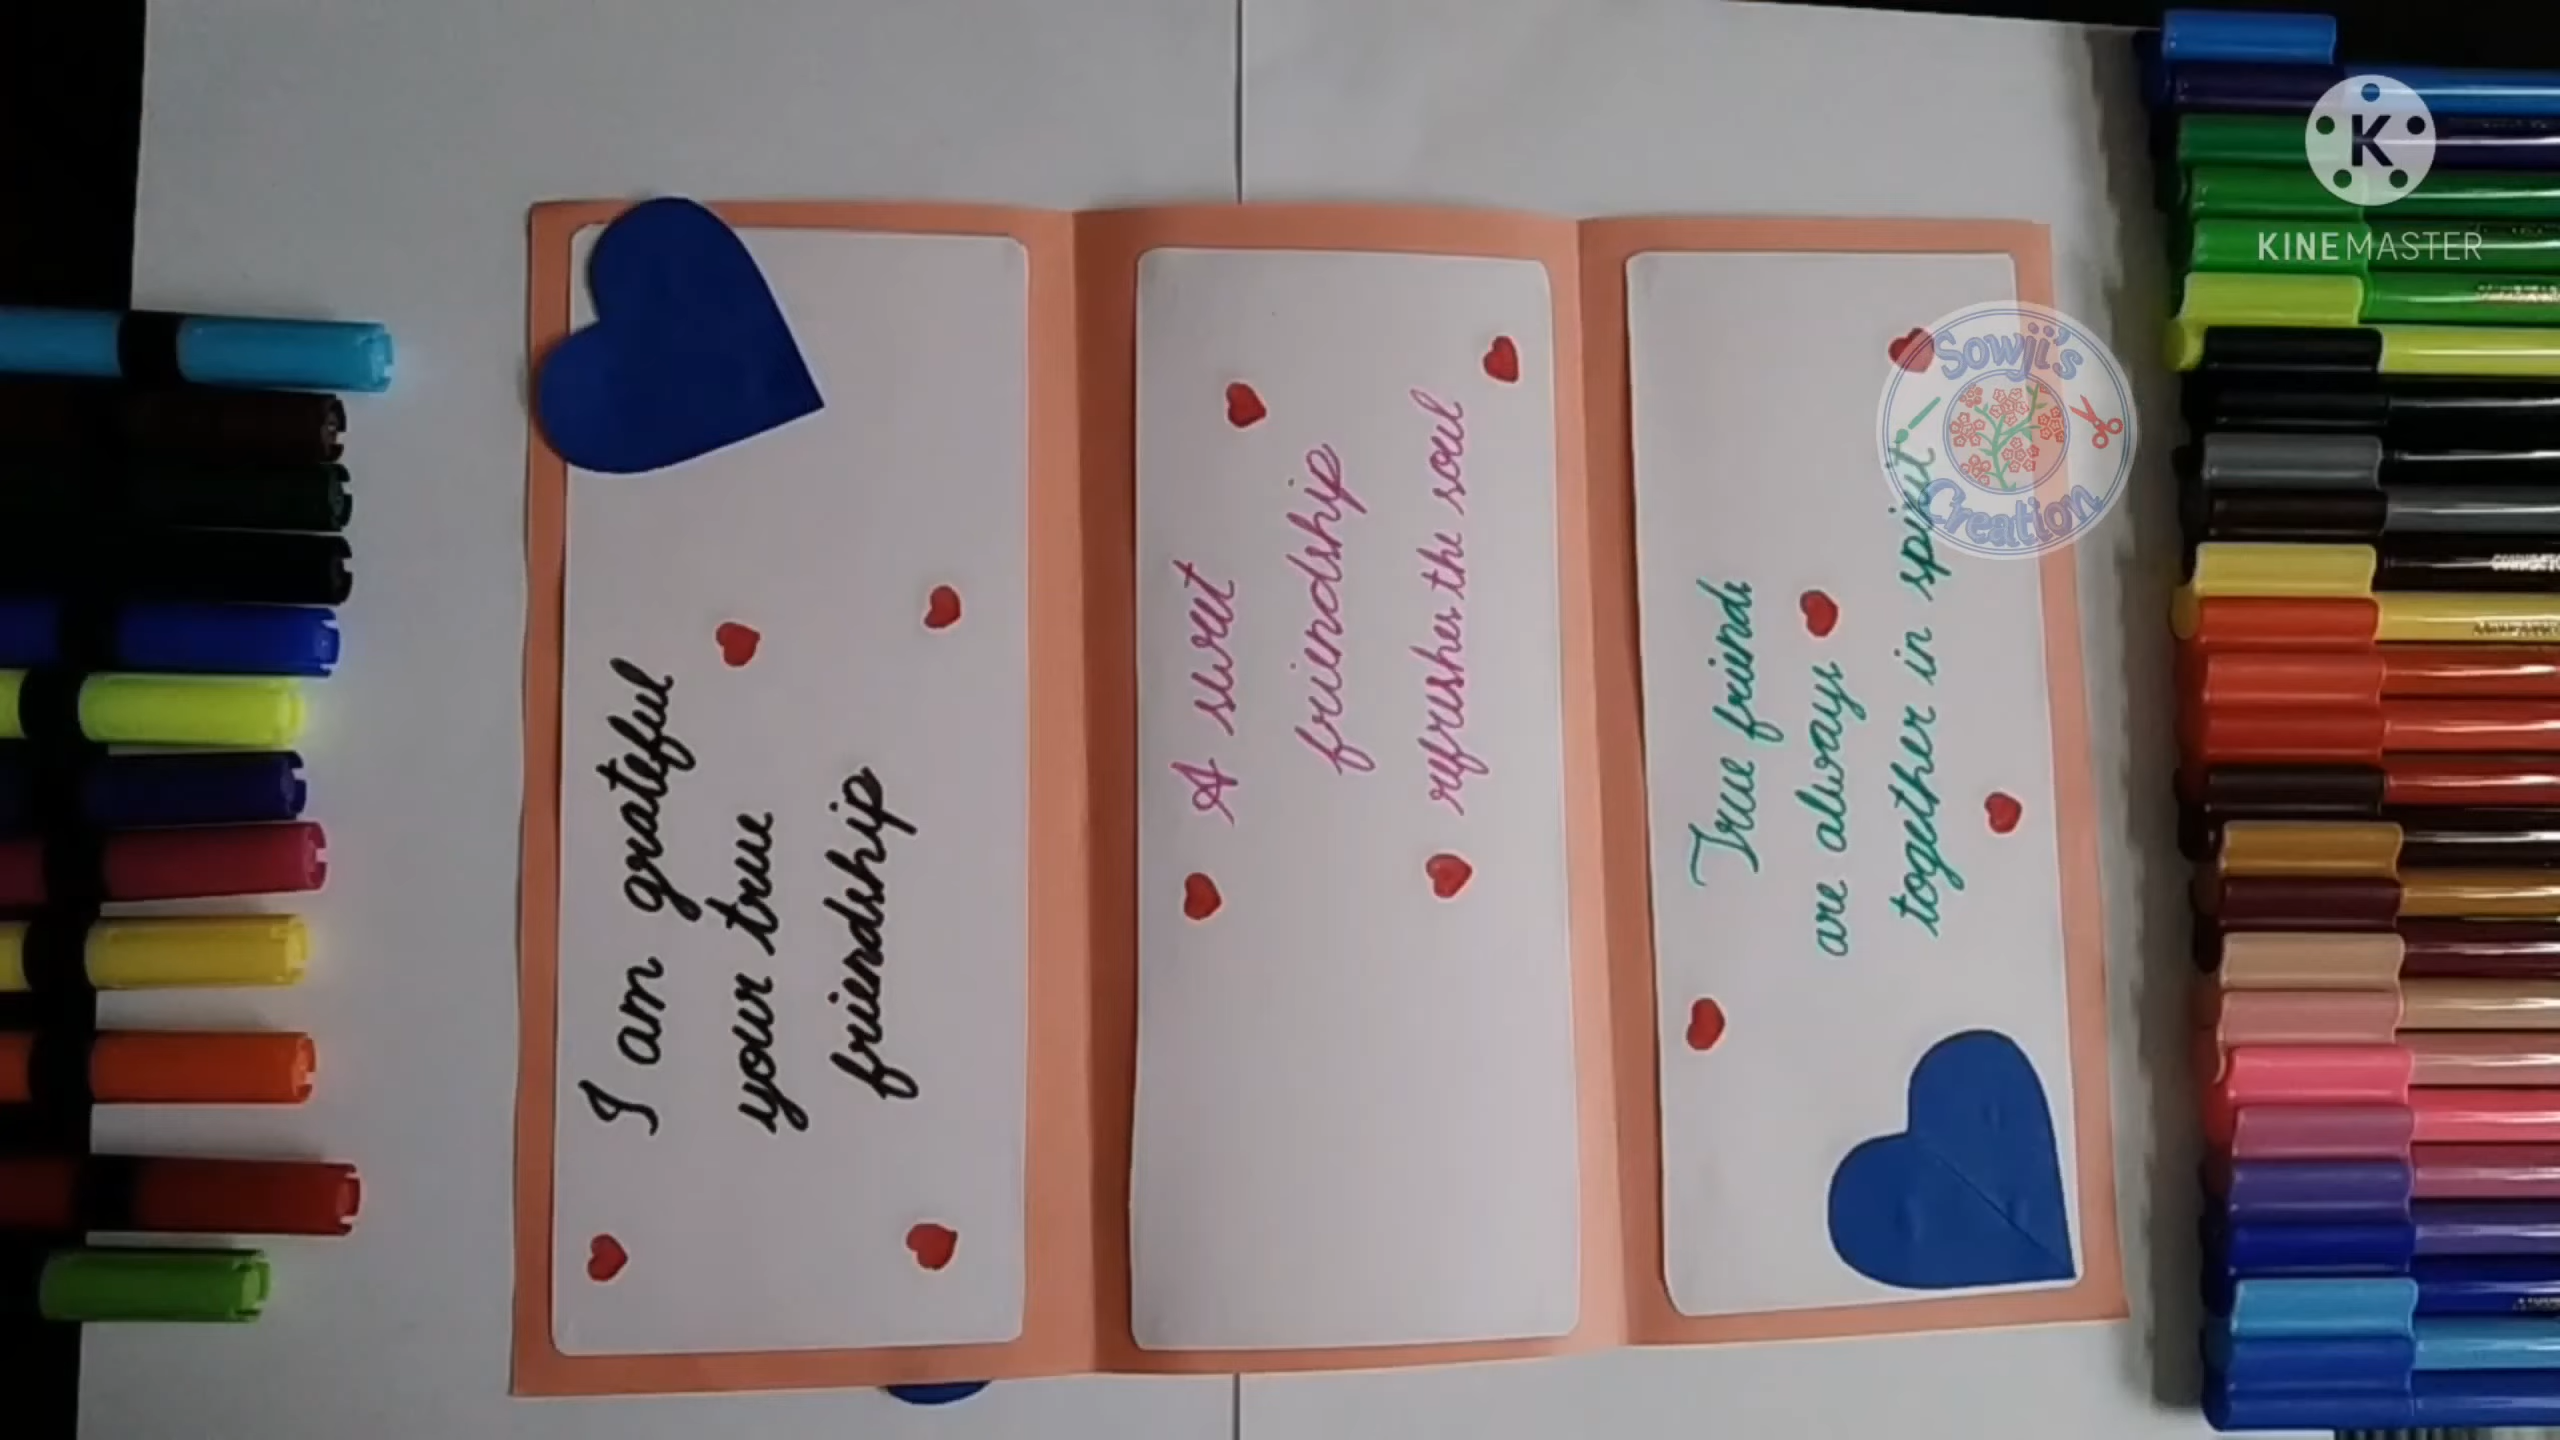 I am grateful
your true
friendship
A sweet
friendship
refreshes the soul
True friends
are always
together in spirit
Sowjii's
Creation
K
KINEMASTER